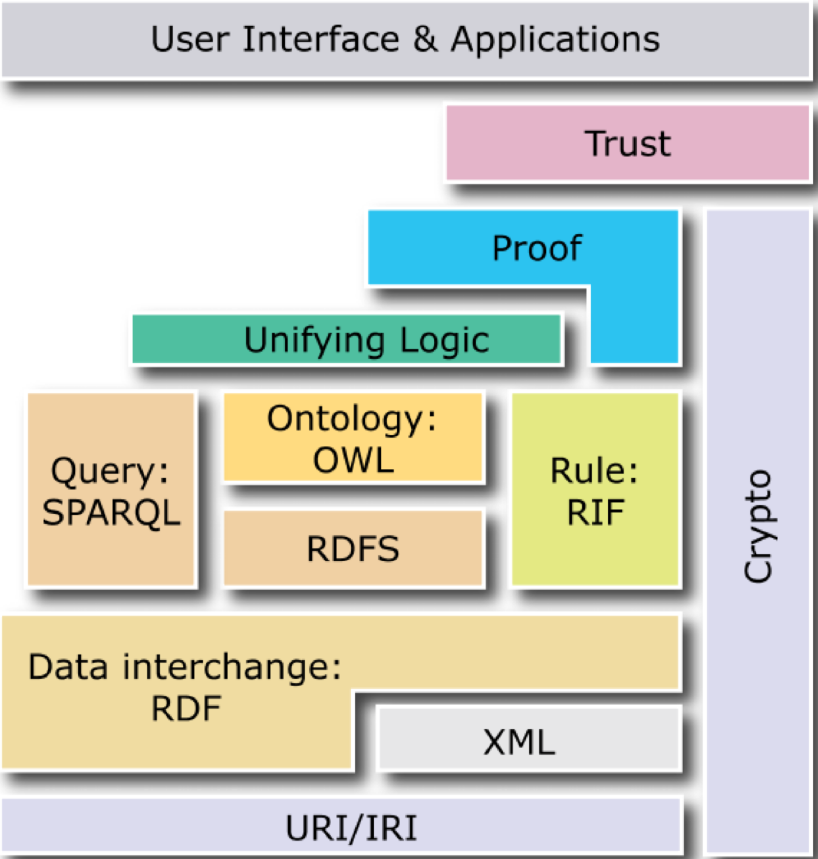 User Interface & Applications
Trust
Proof
Unifying Logic
Query:
SPARQL
Ontology:
OWL
RDFS
Rule:
RIF
Crypto
Data interchange:
RDF
XML
URI/IRI